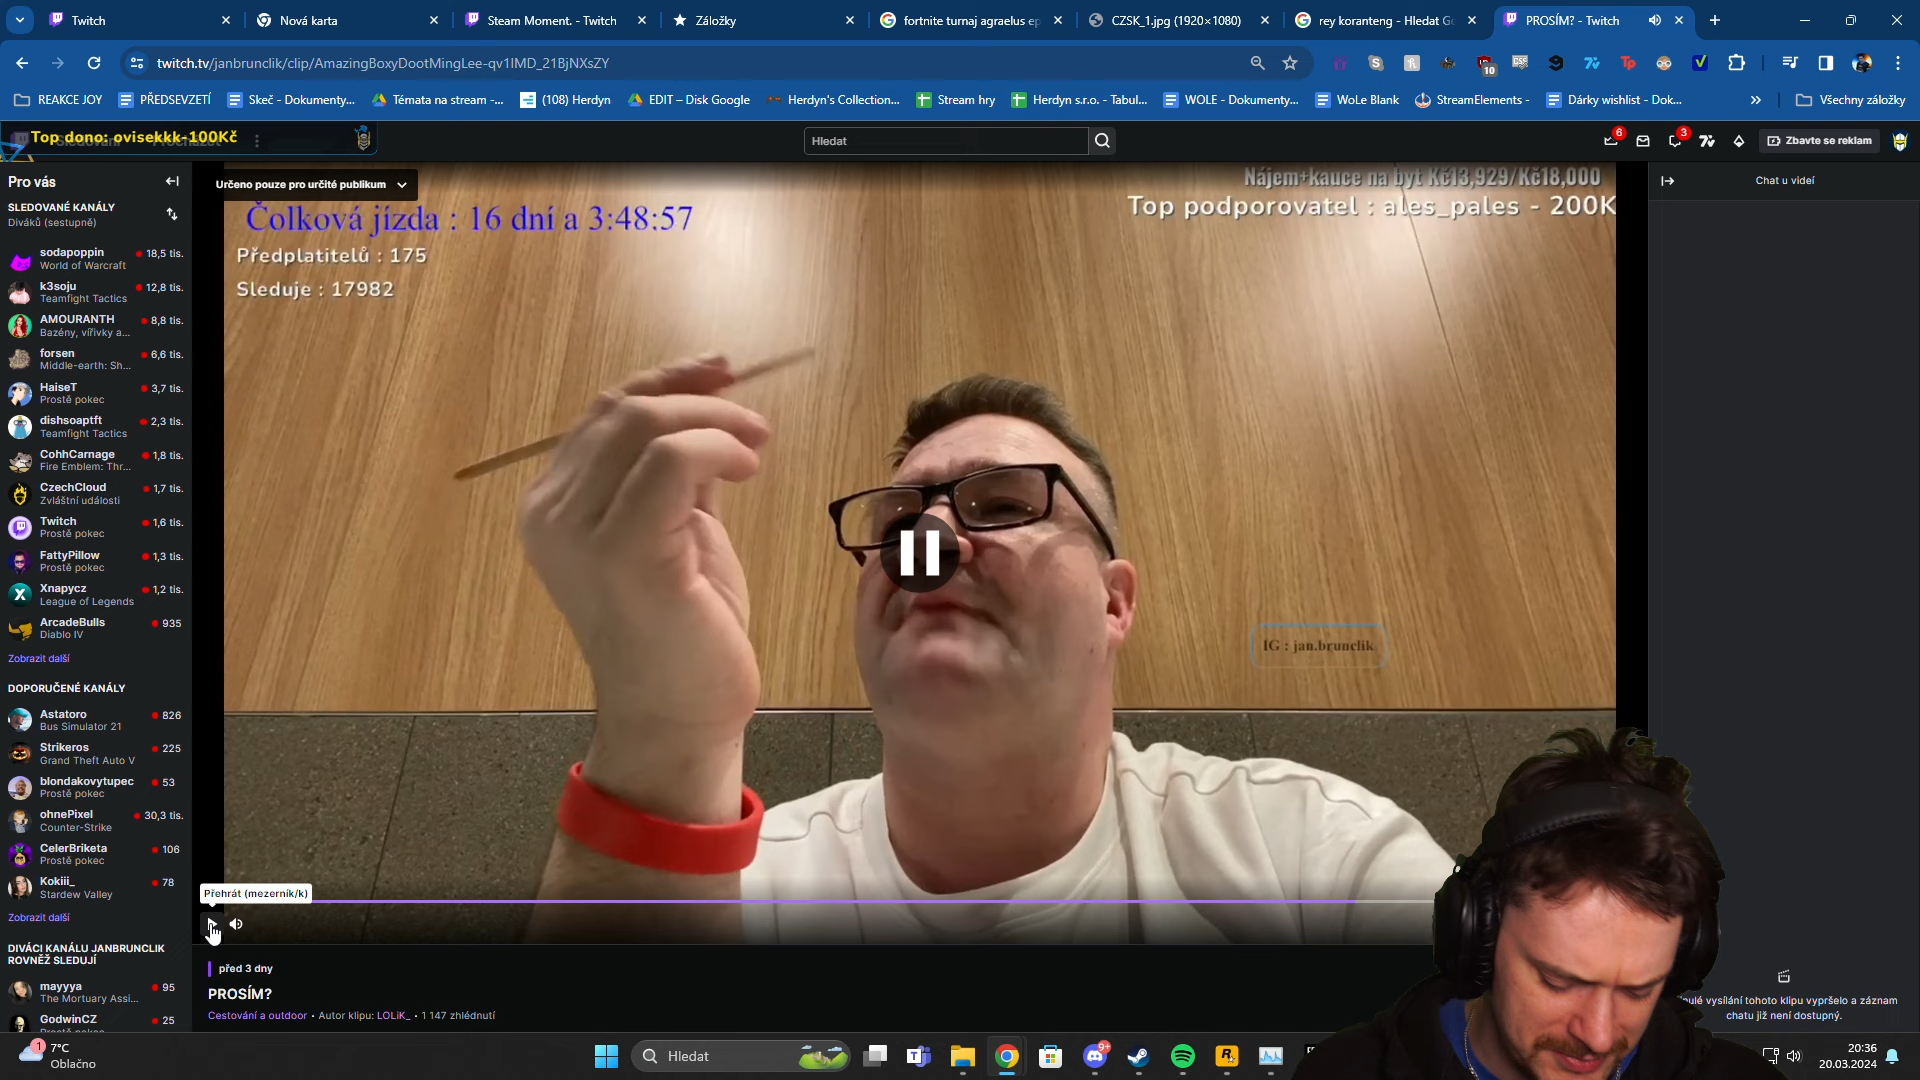 Twitch
Nová karta
Steam Moment. - Twitch
Záložky
fortnite turnaj agraelus ep
CZSK_1.jpg (1920×1080)
rey koranteng - Hledat G
PROSÍM? - Twitch
twitch.tv/janbrunclik/clip/AmazingBoxyDootMingLee-qv1IMD_21BjNXsZY
10
REAKCE JOY
PŘEDSEVZETÍ
Skeč - Dokumenty...
Témata na stream -...
(108) Herdyn
EDIT – Disk Google
Herdyn's Collection...
Stream hry
Herdyn s.r.o. - Tabul...
WOLE - Dokumenty...
WoLe Blank
StreamElements -
Dárky wishlist - Dok...
Všechny záložky
Top dono: ovisekkk-100Kč
Hledat
6
3
Zbavte se reklam
Pro vás
SLEDOVANÉ KANÁLY
Diváků (sestupně)
sodapoppin
18,5 tis.
World of Warcraft
k3soju
12,8 tis.
Teamfight Tactics
AMOURANTH
8,8 tis.
Bazény, vířivky a...
forsen
6,6 tis.
Middle-earth: Sh...
HaiseT
3,7 tis.
Prostě pokec
dishsoaptft
2,3 tis.
Teamfight Tactics
CohhCarnage
1,8 tis.
Fire Emblem: Thr...
CzechCloud
1,7 tis.
Zvláštní události
Twitch
1,6 tis.
Prostě pokec
FattyPillow
1,3 tis.
Prostě pokec
Xnapycz
1,2 tis.
League of Legends
ArcadeBulls
935
Diablo IV
Zobrazit další
DOPORUČENÉ KANÁLY
Astatoro
826
Bus Simulator 21
Strikeros
225
Grand Theft Auto V
blondakovytupec
53
Prostě pokec
ohnePixel
30,3 tis.
Counter-Strike
CelerBriketa
106
Prostě pokec
Kokiii_
78
Stardew Valley
Zobrazit další
DIVÁCI KANÁLU JANBRUNCLIK
ROVNĚŽ SLEDUJÍ
mayyya
95
The Mortuary Assi...
GodwinCZ
25
Prostě pokec
Určeno pouze pro určité publikum
Čolková jízda : 16 dní a 3:48:57
Předplatitelů : 175
Sleduje : 17982
Nájem+kauce na byt Kč13,929/Kč18,000
Top podporovatel : ales_pales - 200K
IG : jan.brunclik
Přehrát (mezerník/k)
před 3 dny
PROSÍM?
Cestování a outdoor • Autor klipu: LOLiK_ • 1 147 zhlédnutí
Chat u videí
vysílání tohoto klipu vypršelo a záznam
chatu již není dostupný.
1
7°C
Oblačno
Hledat
9+
20:36
20.03.2024